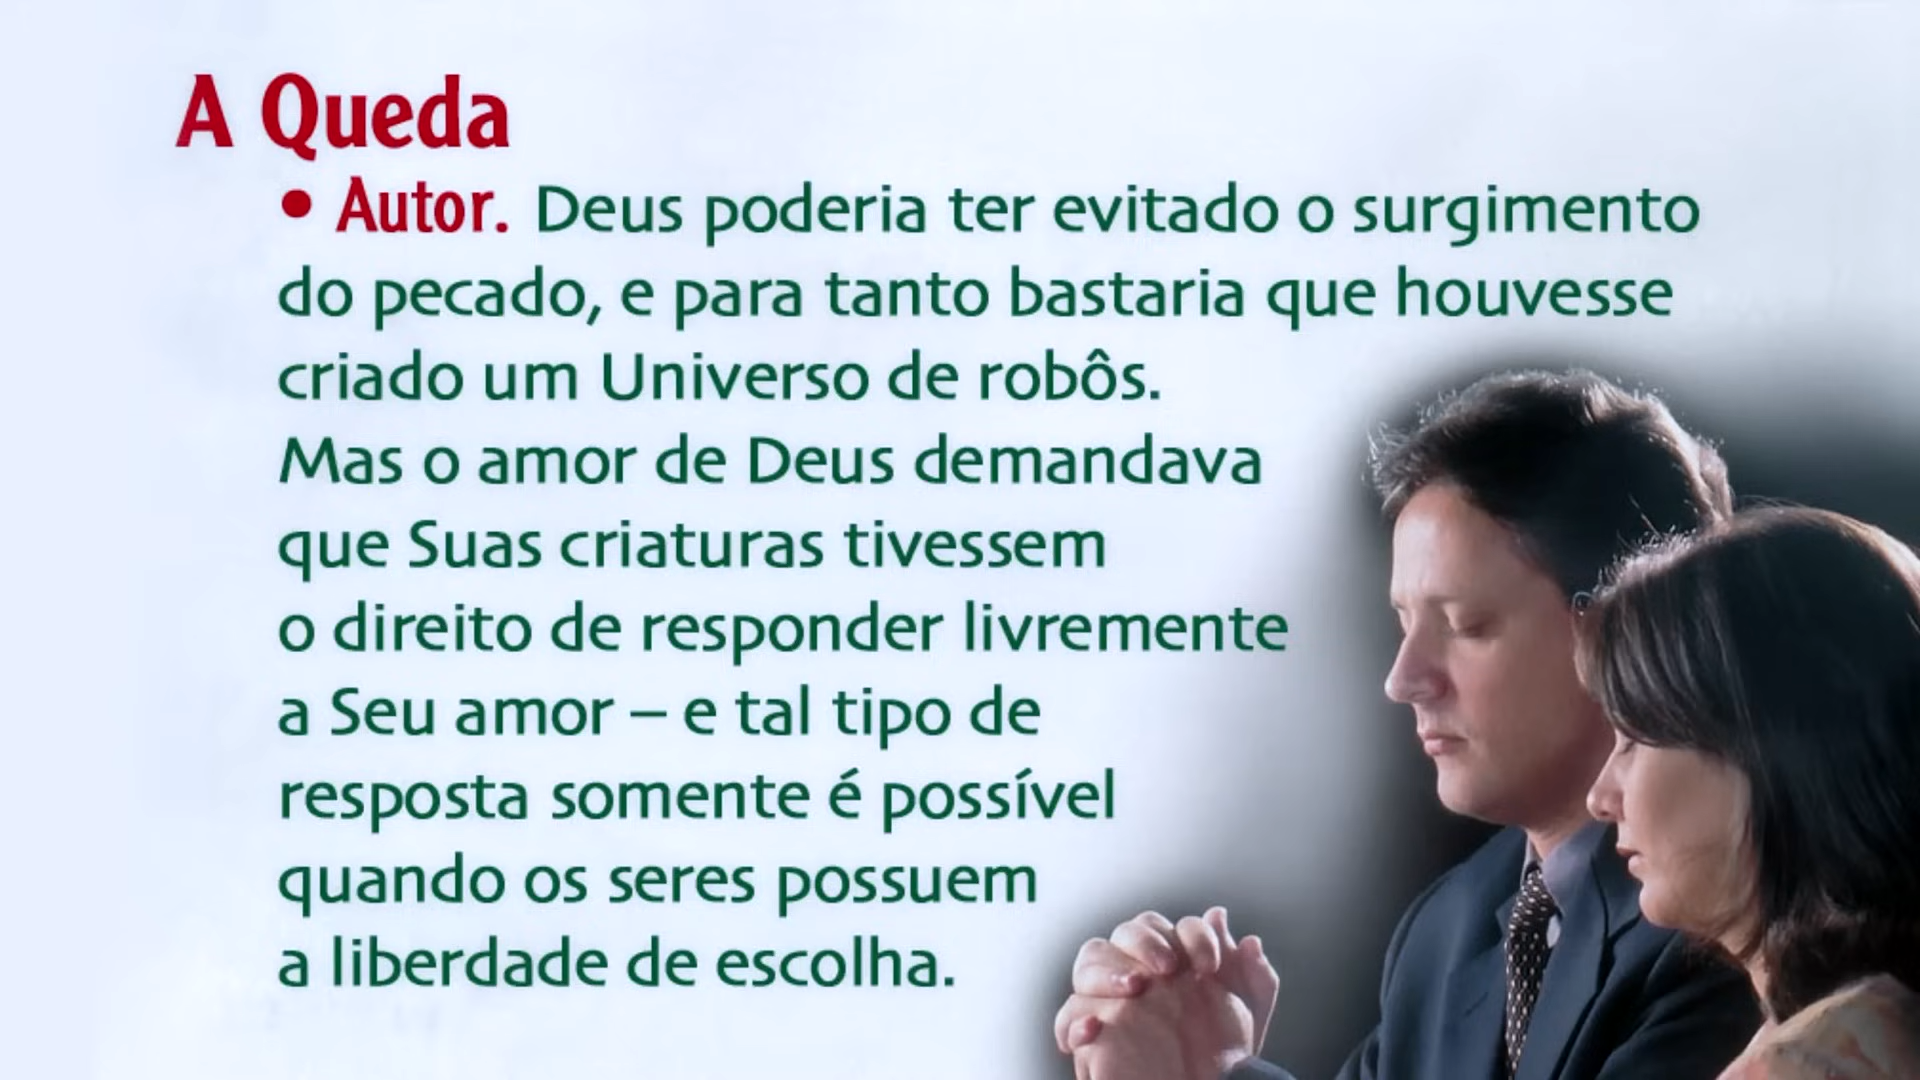 A Queda
• Autor. Deus poderia ter evitado o surgimento
do pecado, e para tanto bastaria que houvesse
criado um Universo de robôs.
Mas o amor de Deus demandava
que Suas criaturas tivessem
o direito de responder livremente
a Seu amor – e tal tipo de
resposta somente é possível
quando os seres possuem
a liberdade de escolha.